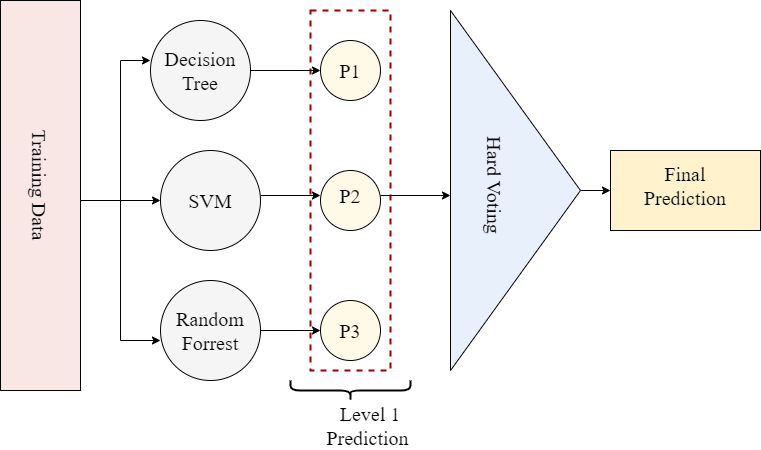 Training Data
Decision
Tree
P1
SVM
P2
Random
Forrest
P3
Level 1
Prediction
Hard Voting
Final
Prediction